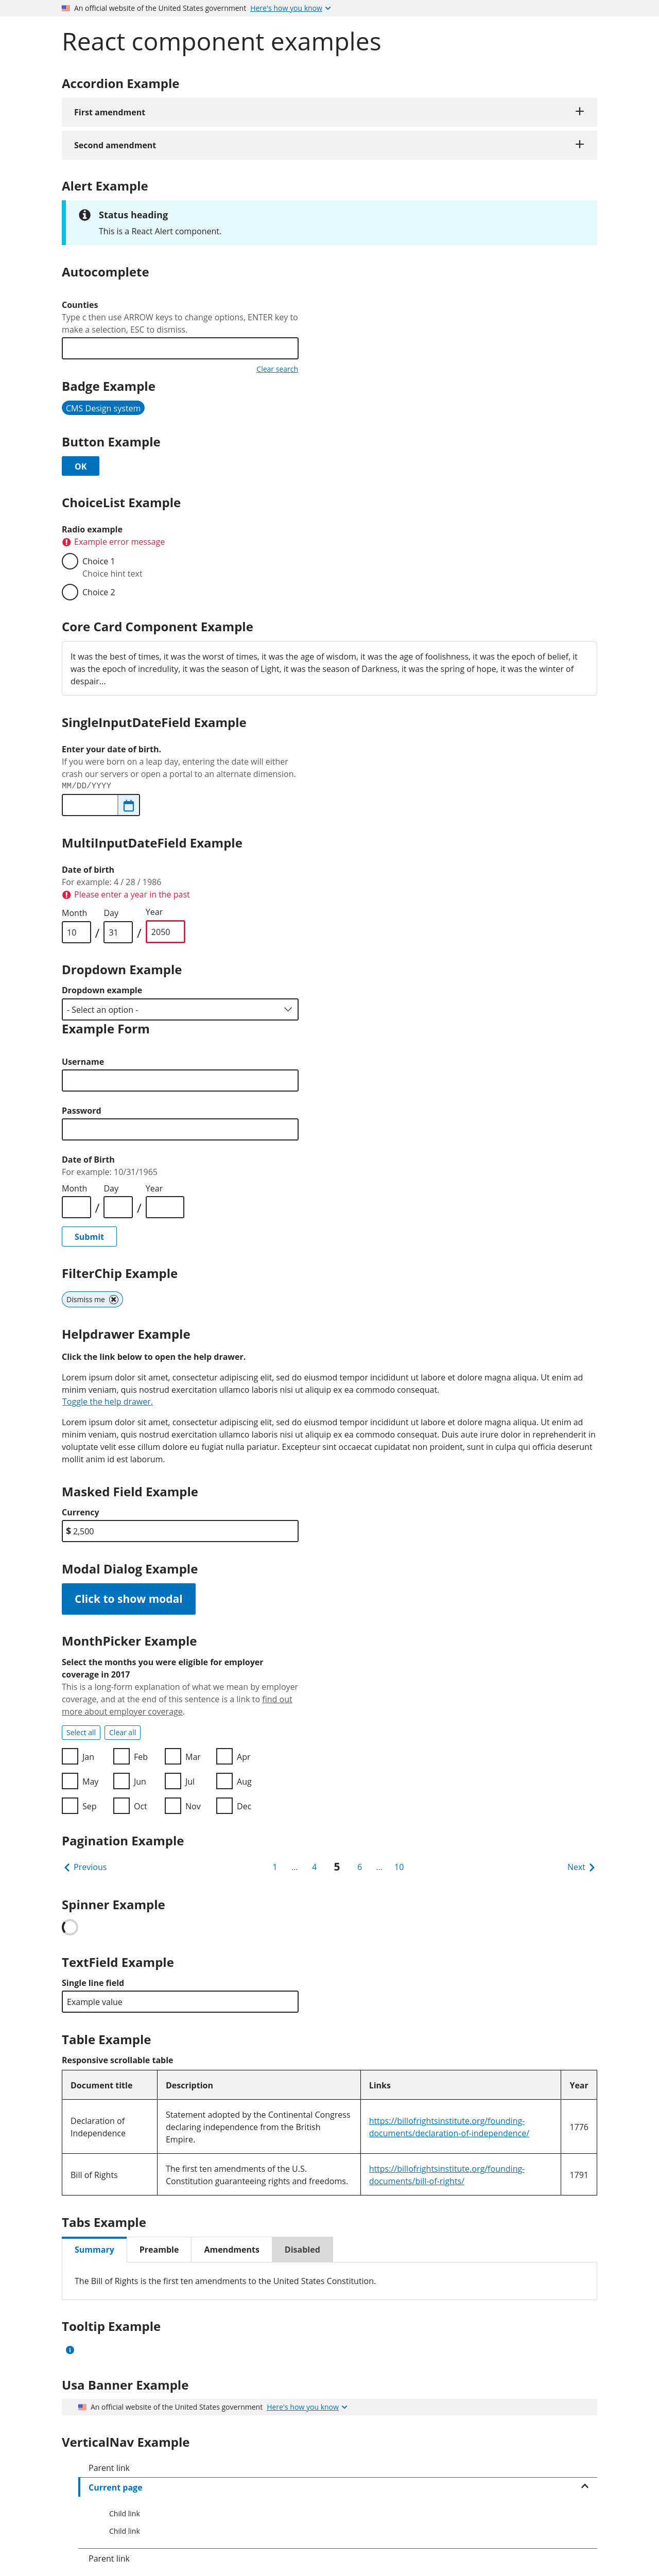 An official website of the United States government Here's how you know
React component examples
Accordion Example
First amendment
Second amendment
Alert Example
Status heading
This is a React Alert component.
Autocomplete
Counties
Type c then use ARROW keys to change options, ENTER key to
make a selection, ESC to dismiss.
Clear search
Badge Example
CMS Design system
Button Example
OK
ChoiceList Example
Radio example
Example error message
Choice 1
Choice hint text
Choice 2
Core Card Component Example
It was the best of times, it was the worst of times, it was the age of wisdom, it was the age of foolishness, it was the epoch of belief, it
was the epoch of incredulity, it was the season of Light, it was the season of Darkness, it was the spring of hope, it was the winter of
despair...
SingleInputDateField Example
Enter your date of birth.
If you were born on a leap day, entering the date will either
crash our servers or open a portal to an alternate dimension.
MM/DD/YYYY
MultiInputDateField Example
Date of birth
For example: 4 / 28 / 1986
Please enter a year in the past
Month Day Year
10 / 31 / 2050
Dropdown Example
Dropdown example
- Select an option -
Example Form
Username
Password
Date of Birth
For example: 10/31/1965
Month Day Year
/ /
Submit
FilterChip Example
Dismiss me
Helpdrawer Example
Click the link below to open the help drawer.
Lorem ipsum dolor sit amet, consectetur adipiscing elit, sed do eiusmod tempor incididunt ut labore et dolore magna aliqua. Ut enim ad
minim veniam, quis nostrud exercitation ullamco laboris nisi ut aliquip ex ea commodo consequat.
Toggle the help drawer.
Lorem ipsum dolor sit amet, consectetur adipiscing elit, sed do eiusmod tempor incididunt ut labore et dolore magna aliqua. Ut enim ad
minim veniam, quis nostrud exercitation ullamco laboris nisi ut aliquip ex ea commodo consequat. Duis aute irure dolor in reprehenderit in
voluptate velit esse cillum dolore eu fugiat nulla pariatur. Excepteur sint occaecat cupidatat non proident, sunt in culpa qui officia deserunt
mollit anim id est laborum.
Masked Field Example
Currency
$ 2,500
Modal Dialog Example
Click to show modal
MonthPicker Example
Select the months you were eligible for employer
coverage in 2017
This is a long-form explanation of what we mean by employer
coverage, and at the end of this sentence is a link to find out
more about employer coverage.
Select all Clear all
Jan Feb Mar Apr
May Jun Jul Aug
Sep Oct Nov Dec
Pagination Example
Previous 1 ... 4 5 6 ... 10 Next
Spinner Example
TextField Example
Single line field
Example value
Table Example
Responsive scrollable table
Document title Description Links Year
Declaration of
Independence
Statement adopted by the Continental Congress
declaring independence from the British
Empire.
https://billofrightsinstitute.org/founding-
documents/declaration-of-independence/
1776
Bill of Rights
The first ten amendments of the U.S.
Constitution guaranteeing rights and freedoms.
https://billofrightsinstitute.org/founding-
documents/bill-of-rights/
1791
Tabs Example
Summary Preamble Amendments Disabled
The Bill of Rights is the first ten amendments to the United States Constitution.
Tooltip Example
Usa Banner Example
An official website of the United States government Here's how you know
VerticalNav Example
Parent link
Current page
Child link
Child link
Parent link